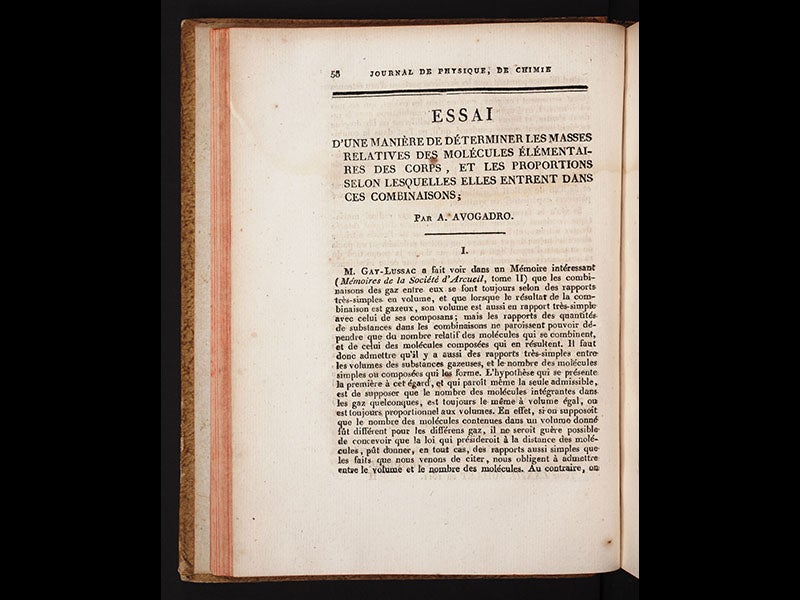 58 JOURNAL DE PHYSIQUE, DE CHIMIE
ESSAI
D'UNE MANIÈRE DE DÉTERMINER LES MASSES
RELATIVES DES MOLÉCULES ÉLÉMENTAI-
RES DES CORPS, ET LES PROPORTIONS
SELON LESQUELLES ELLES ENTRENT DANS
CES COMBINAISONS;
PAR A. AVOGADRO.
I.
M. GAY-LUSSAC a fait voir dans un Mémoire intéressant
(Mémoires de la Société d'Arcueil, tome II) que les combi-
naisons des gaz entre eux se font toujours selon des rapports
très-simples en volume, et que lorsque le résultat de la com-
binaison est gazeux, son volume est aussi en rapport très-simple
avec celui de ses composans; mais les rapports des quantités
de substances dans les combinaisons ne paroissent pouvoir dé-
pendre que du nombre relatif des molécules qui se combinent,
et de celui des molécules composées qui en résultent. Il faut
donc admettre qu'il y a aussi des rapports très-simples entre
les volumes des substances gazeuses, et le nombre des molécules
simples ou composées qui les forme. L'hypothèse qui se présente
la première à cet égard, et qui paroît même la seule admissible,
est de supposer que le nombre des molécules intégrantes dans
les gaz quelconques, est toujours le même à volume égal, ou
est toujours proportionnel aux volumes. En effet, si on supposoit
que le nombre des molécules contenues dans un volume donné
fût différent pour les différens gaz, il ne seroit guère possible
de concevoir que la loi qui présideroit à la distance des molé-
cules, pût donner, en tout cas, des rapports aussi simples que
les faits que nous venons de citer, nous obligent à admettre
entre le volume et le nombre des molécules. Au contraire, on